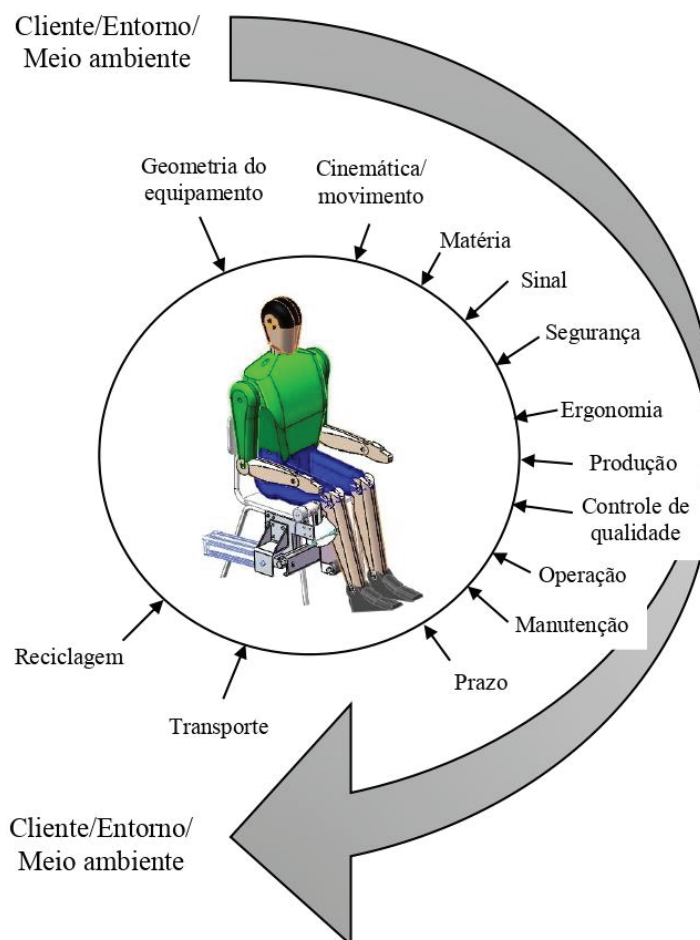 Cliente/Entorno/
Meio ambiente
Geometria do
equipamento
Cinemática/
movimento
Matéria
Sinal
Segurança
Ergonomia
Produção
Controle de
qualidade
Operação
Manutenção
Prazo
Transporte
Reciclagem
Cliente/Entorno/
Meio ambiente